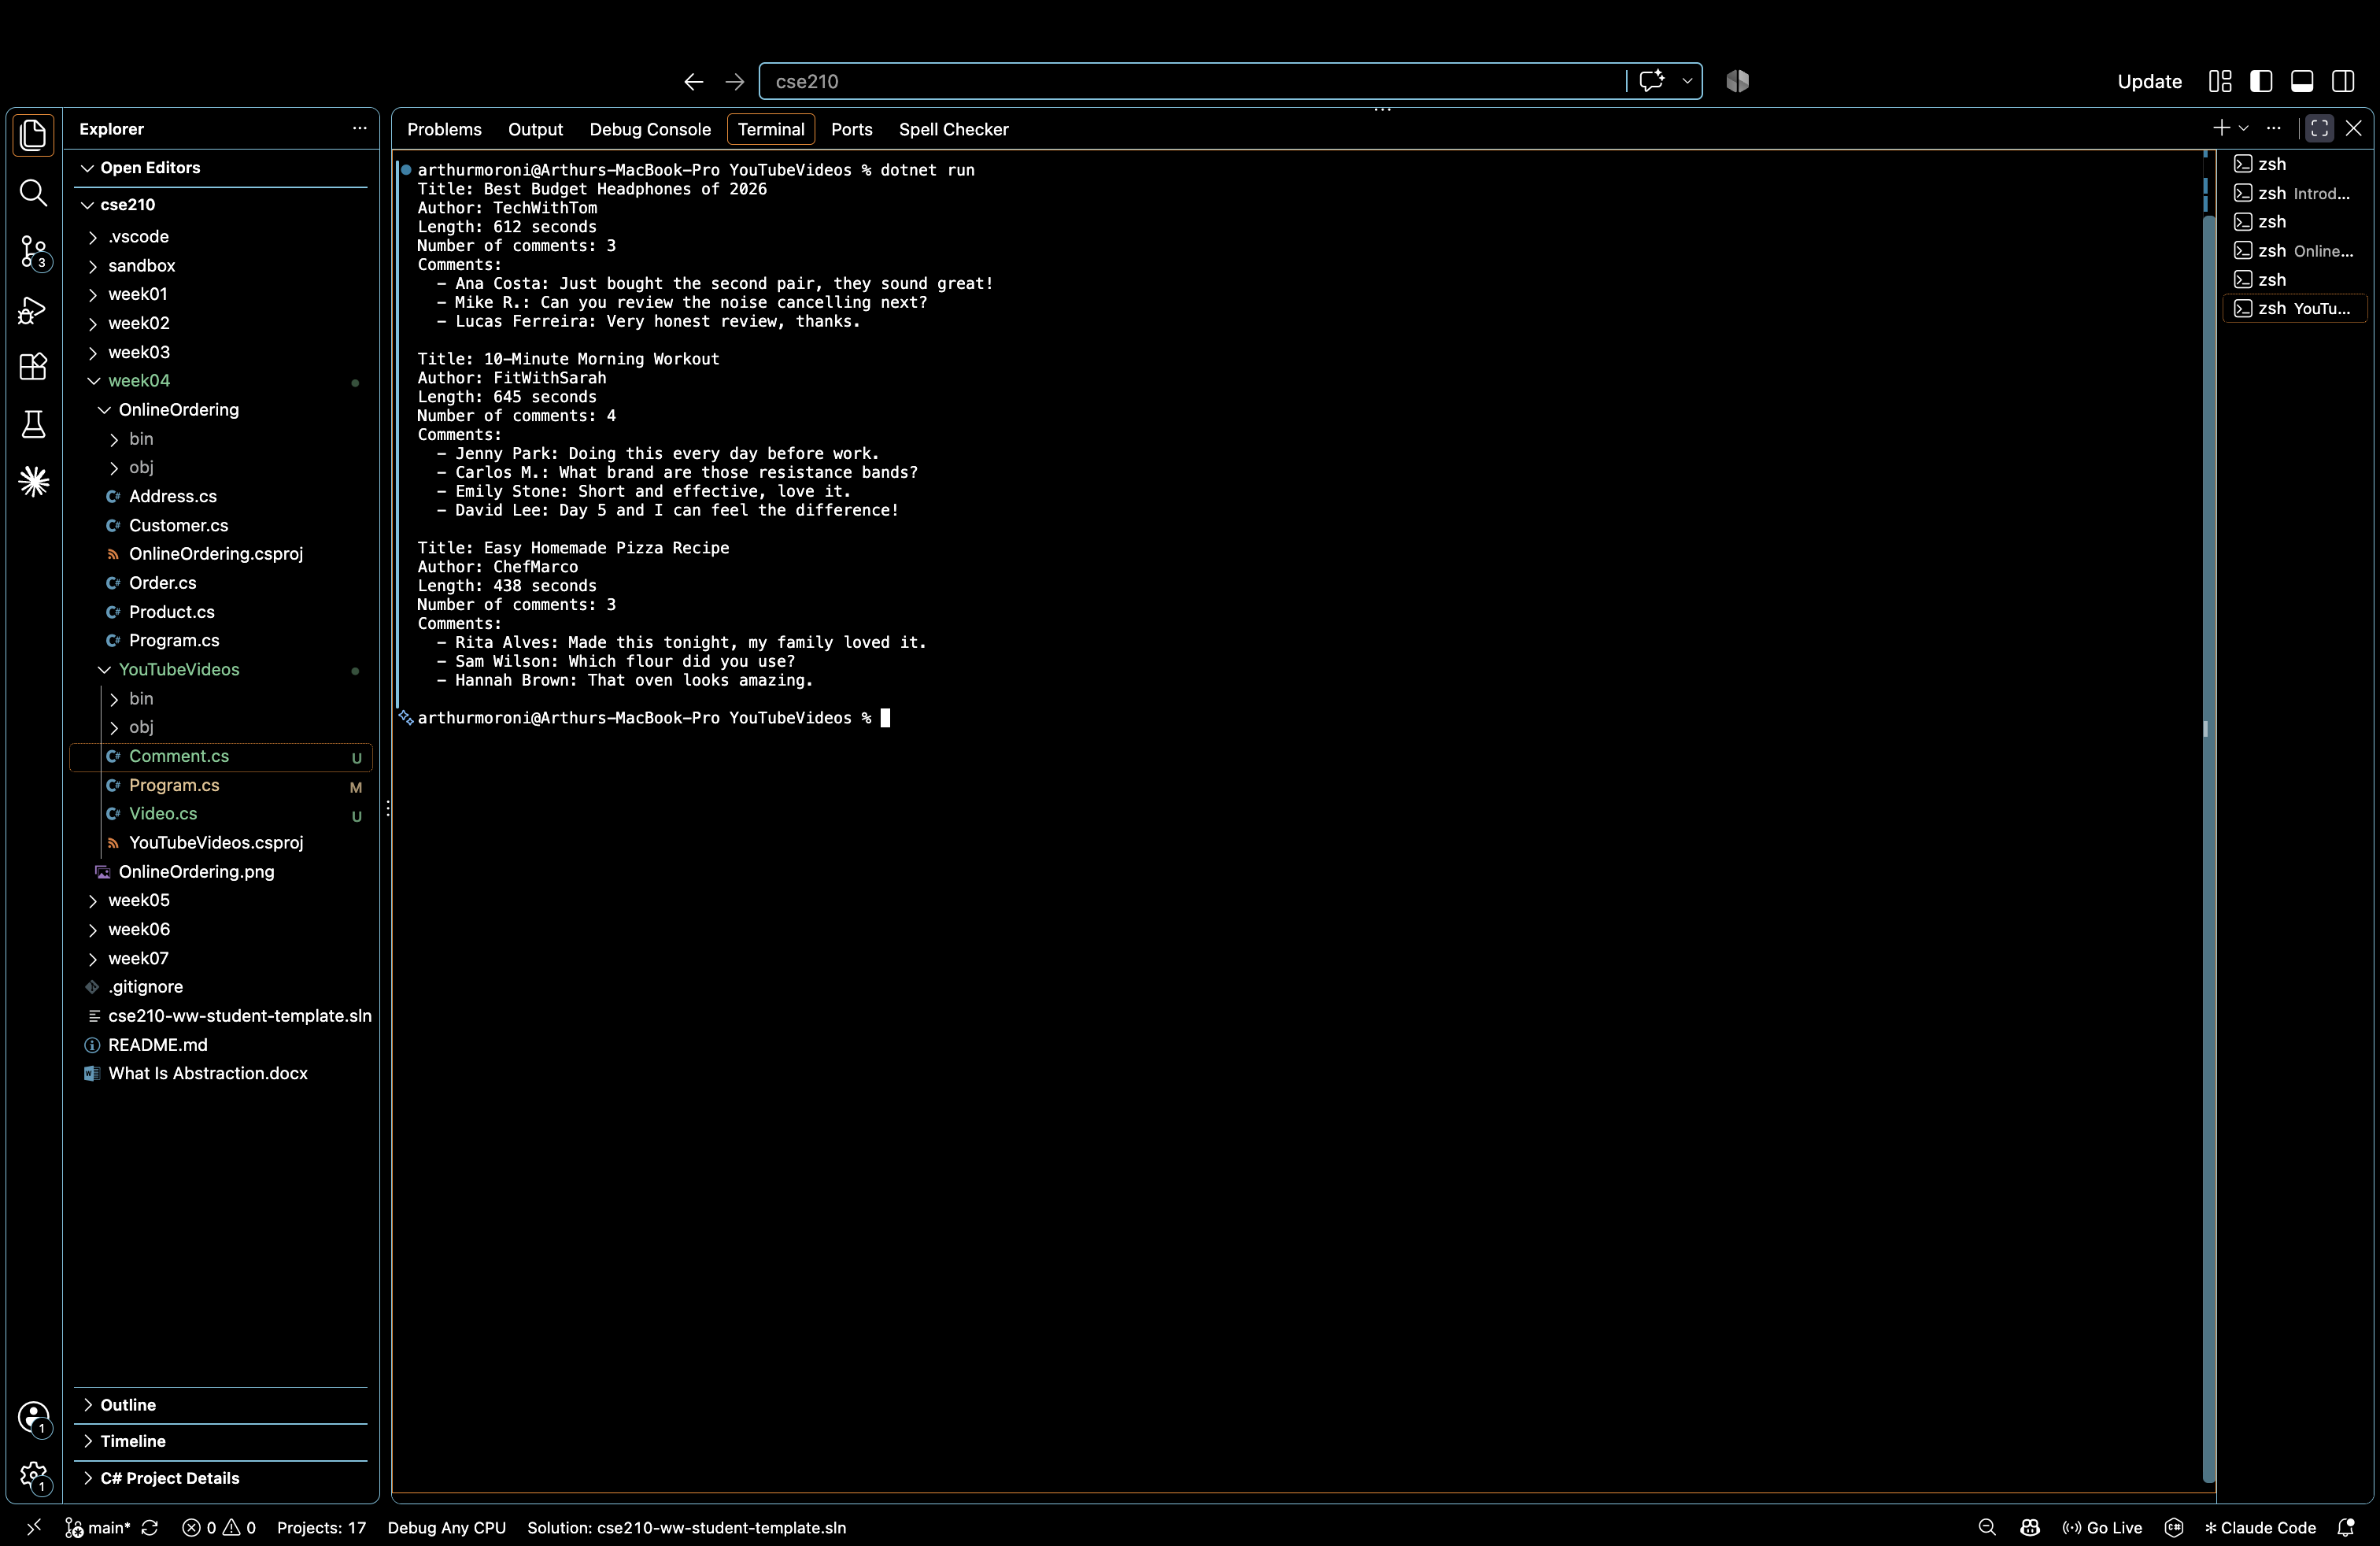 cse210
Update
Explorer
Open Editors
cse210
.vscode
sandbox
week01
week02
week03
week04
OnlineOrdering
bin
obj
C# Address.cs
C# Customer.cs
OnlineOrdering.csproj
C# Order.cs
C# Product.cs
C# Program.cs
YouTubeVideos
bin
obj
C# Comment.cs U
C# Program.cs M
C# Video.cs U
YouTubeVideos.csproj
OnlineOrdering.png
week05
week06
week07
.gitignore
cse210-ww-student-template.sln
README.md
What Is Abstraction.docx
Outline
Timeline
C# Project Details
3
1
1
Problems Output Debug Console Terminal Ports Spell Checker
arthurmoroni@Arthurs-MacBook-Pro YouTubeVideos % dotnet run
Title: Best Budget Headphones of 2026
Author: TechWithTom
Length: 612 seconds
Number of comments: 3
Comments:
- Ana Costa: Just bought the second pair, they sound great!
- Mike R.: Can you review the noise cancelling next?
- Lucas Ferreira: Very honest review, thanks.
Title: 10-Minute Morning Workout
Author: FitWithSarah
Length: 645 seconds
Number of comments: 4
Comments:
- Jenny Park: Doing this every day before work.
- Carlos M.: What brand are those resistance bands?
- Emily Stone: Short and effective, love it.
- David Lee: Day 5 and I can feel the difference!
Title: Easy Homemade Pizza Recipe
Author: ChefMarco
Length: 438 seconds
Number of comments: 3
Comments:
- Rita Alves: Made this tonight, my family loved it.
- Sam Wilson: Which flour did you use?
- Hannah Brown: That oven looks amazing.
arthurmoroni@Arthurs-MacBook-Pro YouTubeVideos %
zsh
zsh Introd...
zsh
zsh Online...
zsh
zsh YouTu...
main* 0 0 Projects: 17 Debug Any CPU Solution: cse210-ww-student-template.sln
Go Live C# Claude Code